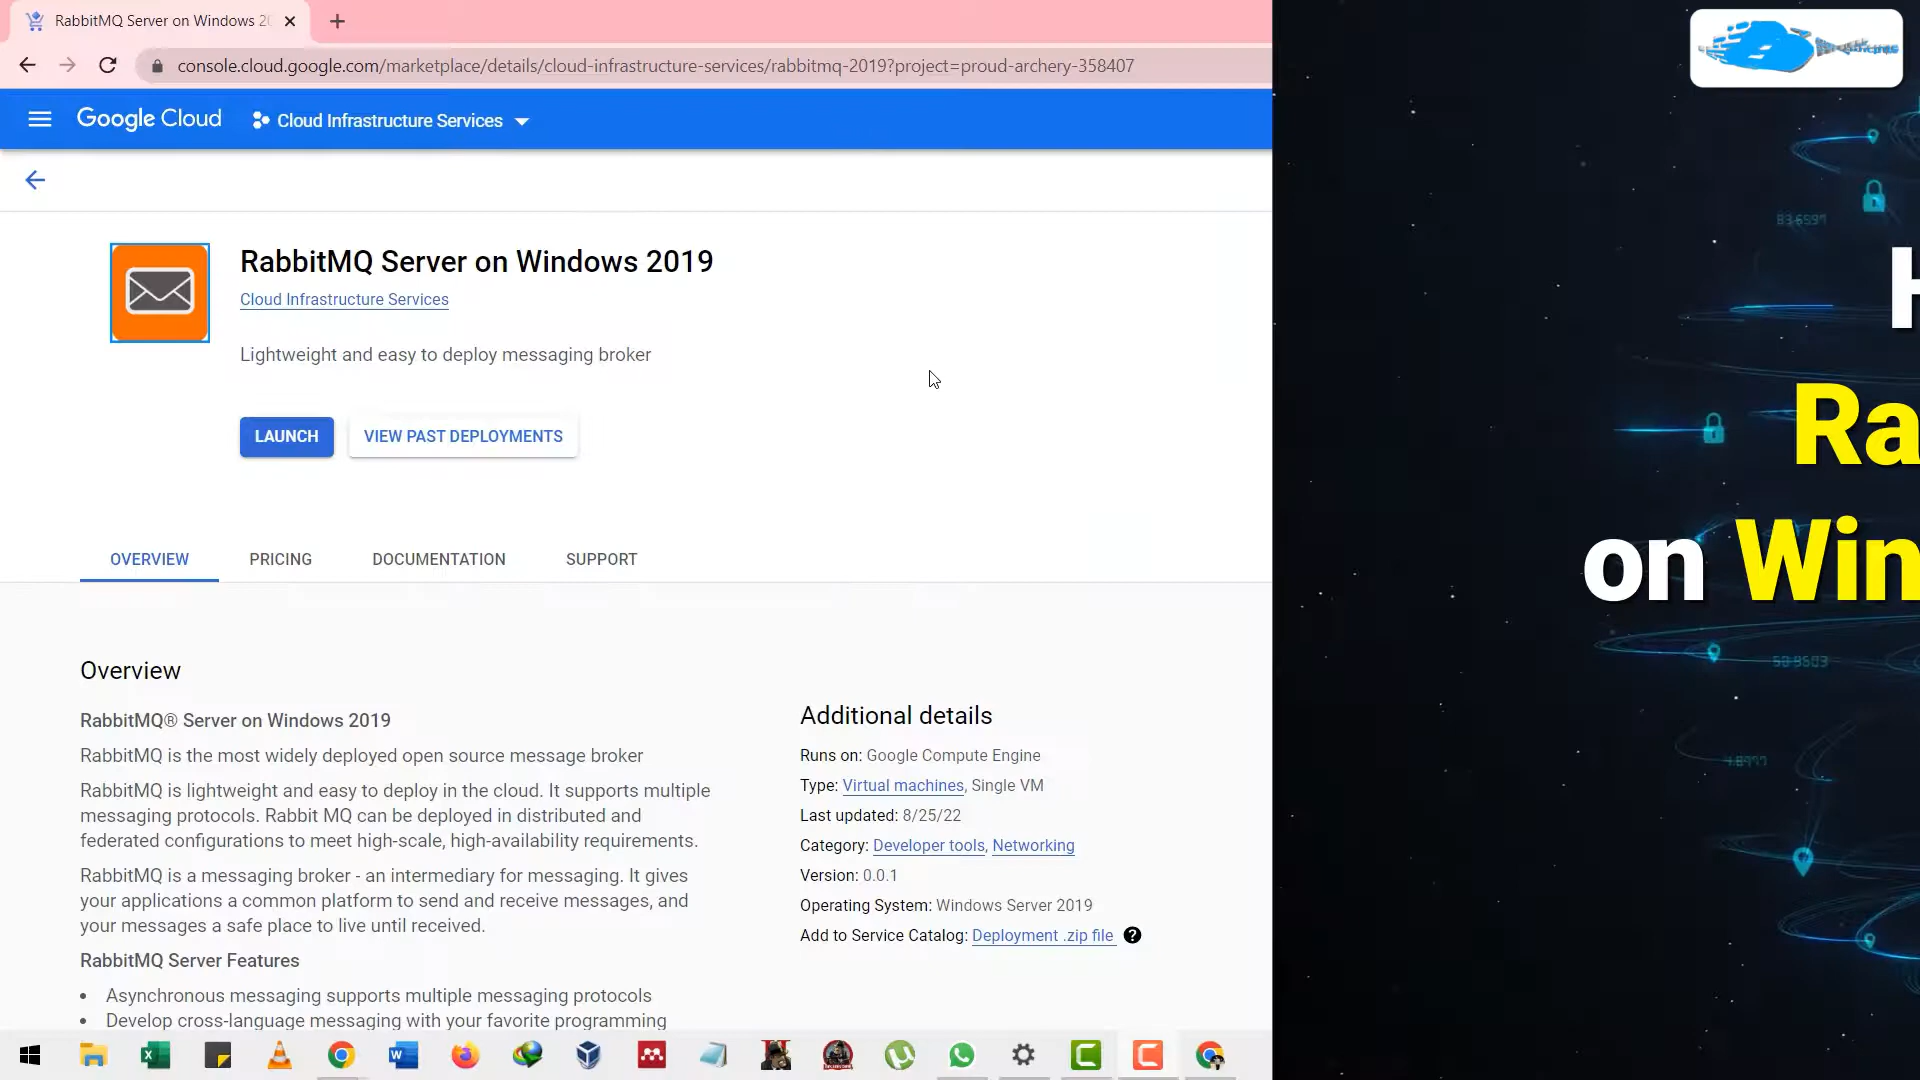 RabbitMQ Server on Windows 20
console.cloud.google.com/marketplace/details/cloud-infrastructure-services/rabbitmq-2019?project=proud-archery-358407
Google Cloud
Cloud Infrastructure Services
RabbitMQ Server on Windows 2019
Cloud Infrastructure Services
Lightweight and easy to deploy messaging broker
LAUNCH
VIEW PAST DEPLOYMENTS
OVERVIEW
PRICING
DOCUMENTATION
SUPPORT
Overview
RabbitMQ® Server on Windows 2019
RabbitMQ is the most widely deployed open source message broker
RabbitMQ is lightweight and easy to deploy in the cloud. It supports multiple
messaging protocols. Rabbit MQ can be deployed in distributed and
federated configurations to meet high-scale, high-availability requirements.
RabbitMQ is a messaging broker - an intermediary for messaging. It gives
your applications a common platform to send and receive messages, and
your messages a safe place to live until received.
RabbitMQ Server Features
• Asynchronous messaging supports multiple messaging protocols
• Develop cross-language messaging with your favorite programming
Additional details
Runs on: Google Compute Engine
Type: Virtual machines, Single VM
Last updated: 8/25/22
Category: Developer tools, Networking
Version: 0.0.1
Operating System: Windows Server 2019
Add to Service Catalog: Deployment .zip file
H
Ra
on Win
83.6597
4.8997